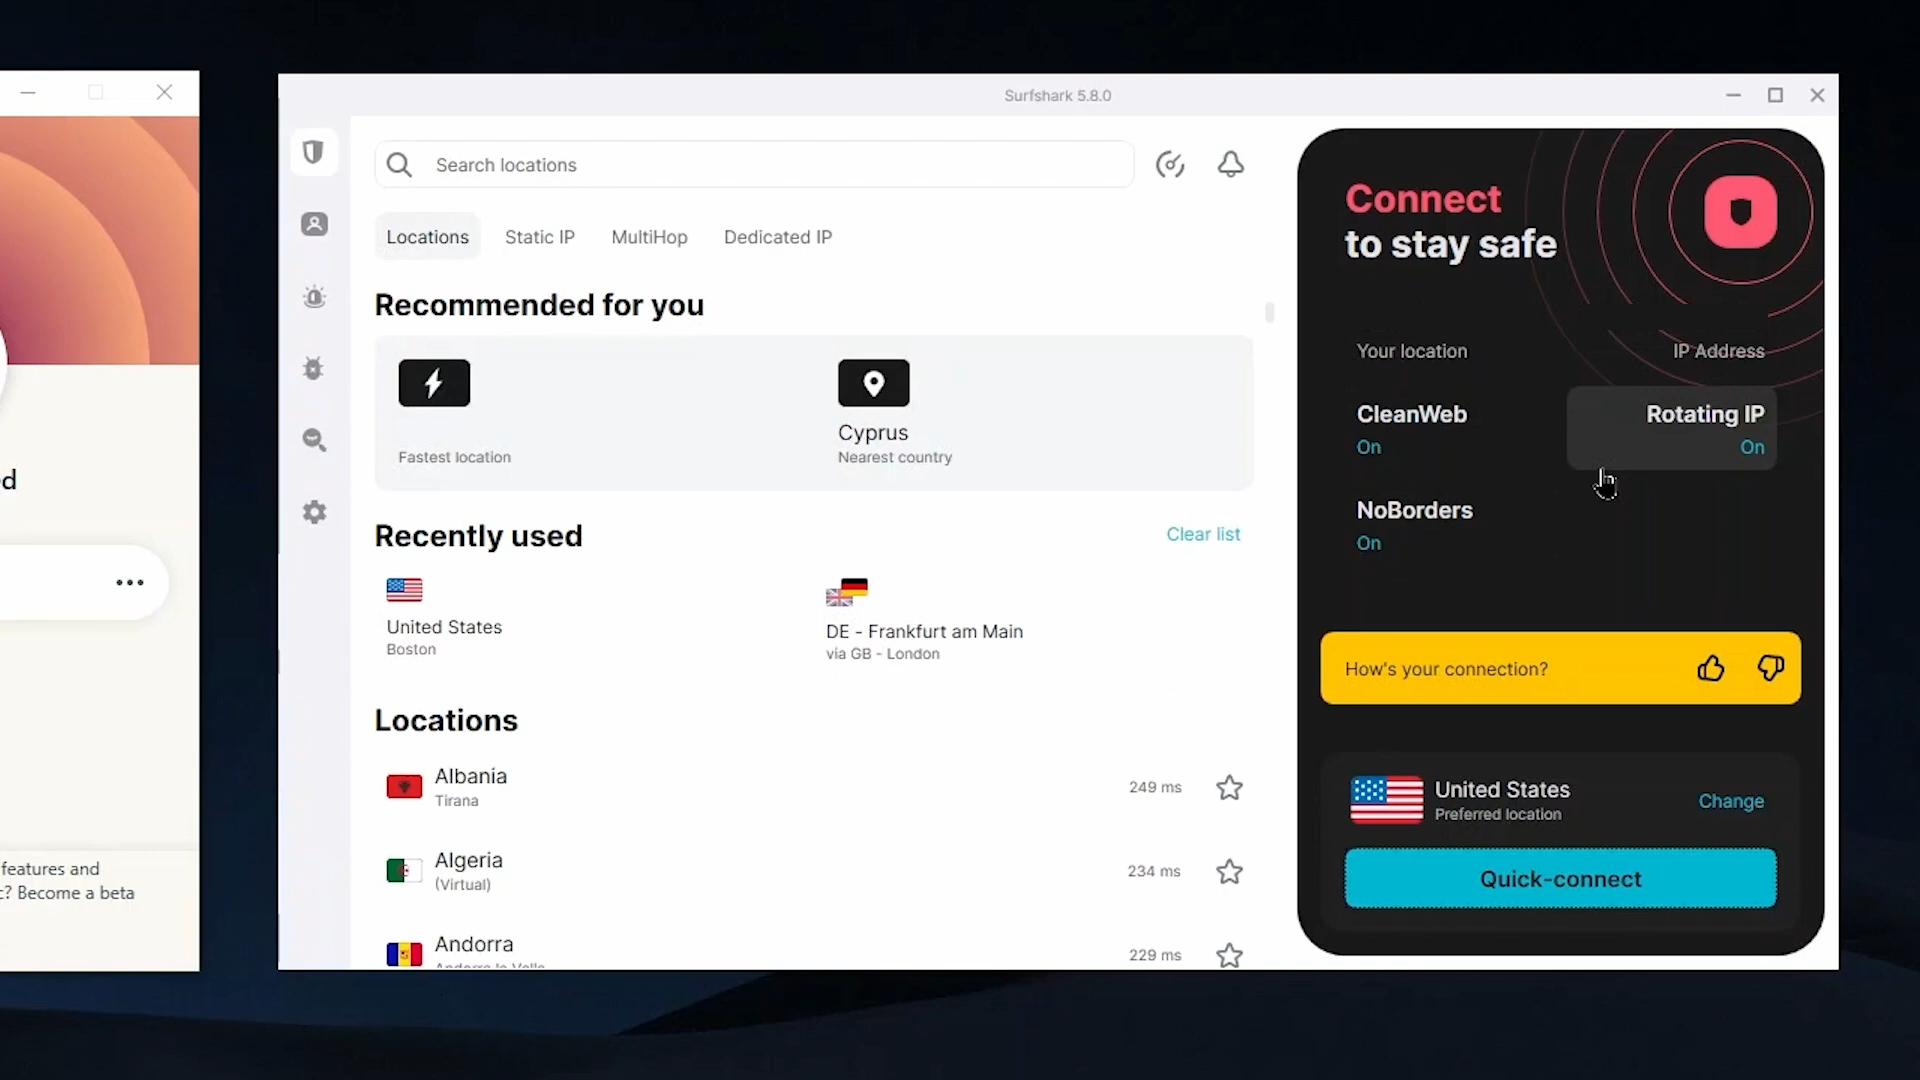 d
features and
c? Become a beta
Surfshark 5.8.0
Search locations
Locations
Static IP
MultiHop
Dedicated IP
Recommended for you
Fastest location
Cyprus
Nearest country
Recently used
Clear list
United States
Boston
DE - Frankfurt am Main
via GB - London
Locations
Albania
Tirana
249 ms
Algeria
(Virtual)
234 ms
Andorra
229 ms
Connect
to stay safe
Your location
IP Address
CleanWeb
On
Rotating IP
On
NoBorders
On
How's your connection?
United States
Preferred location
Change
Quick-connect